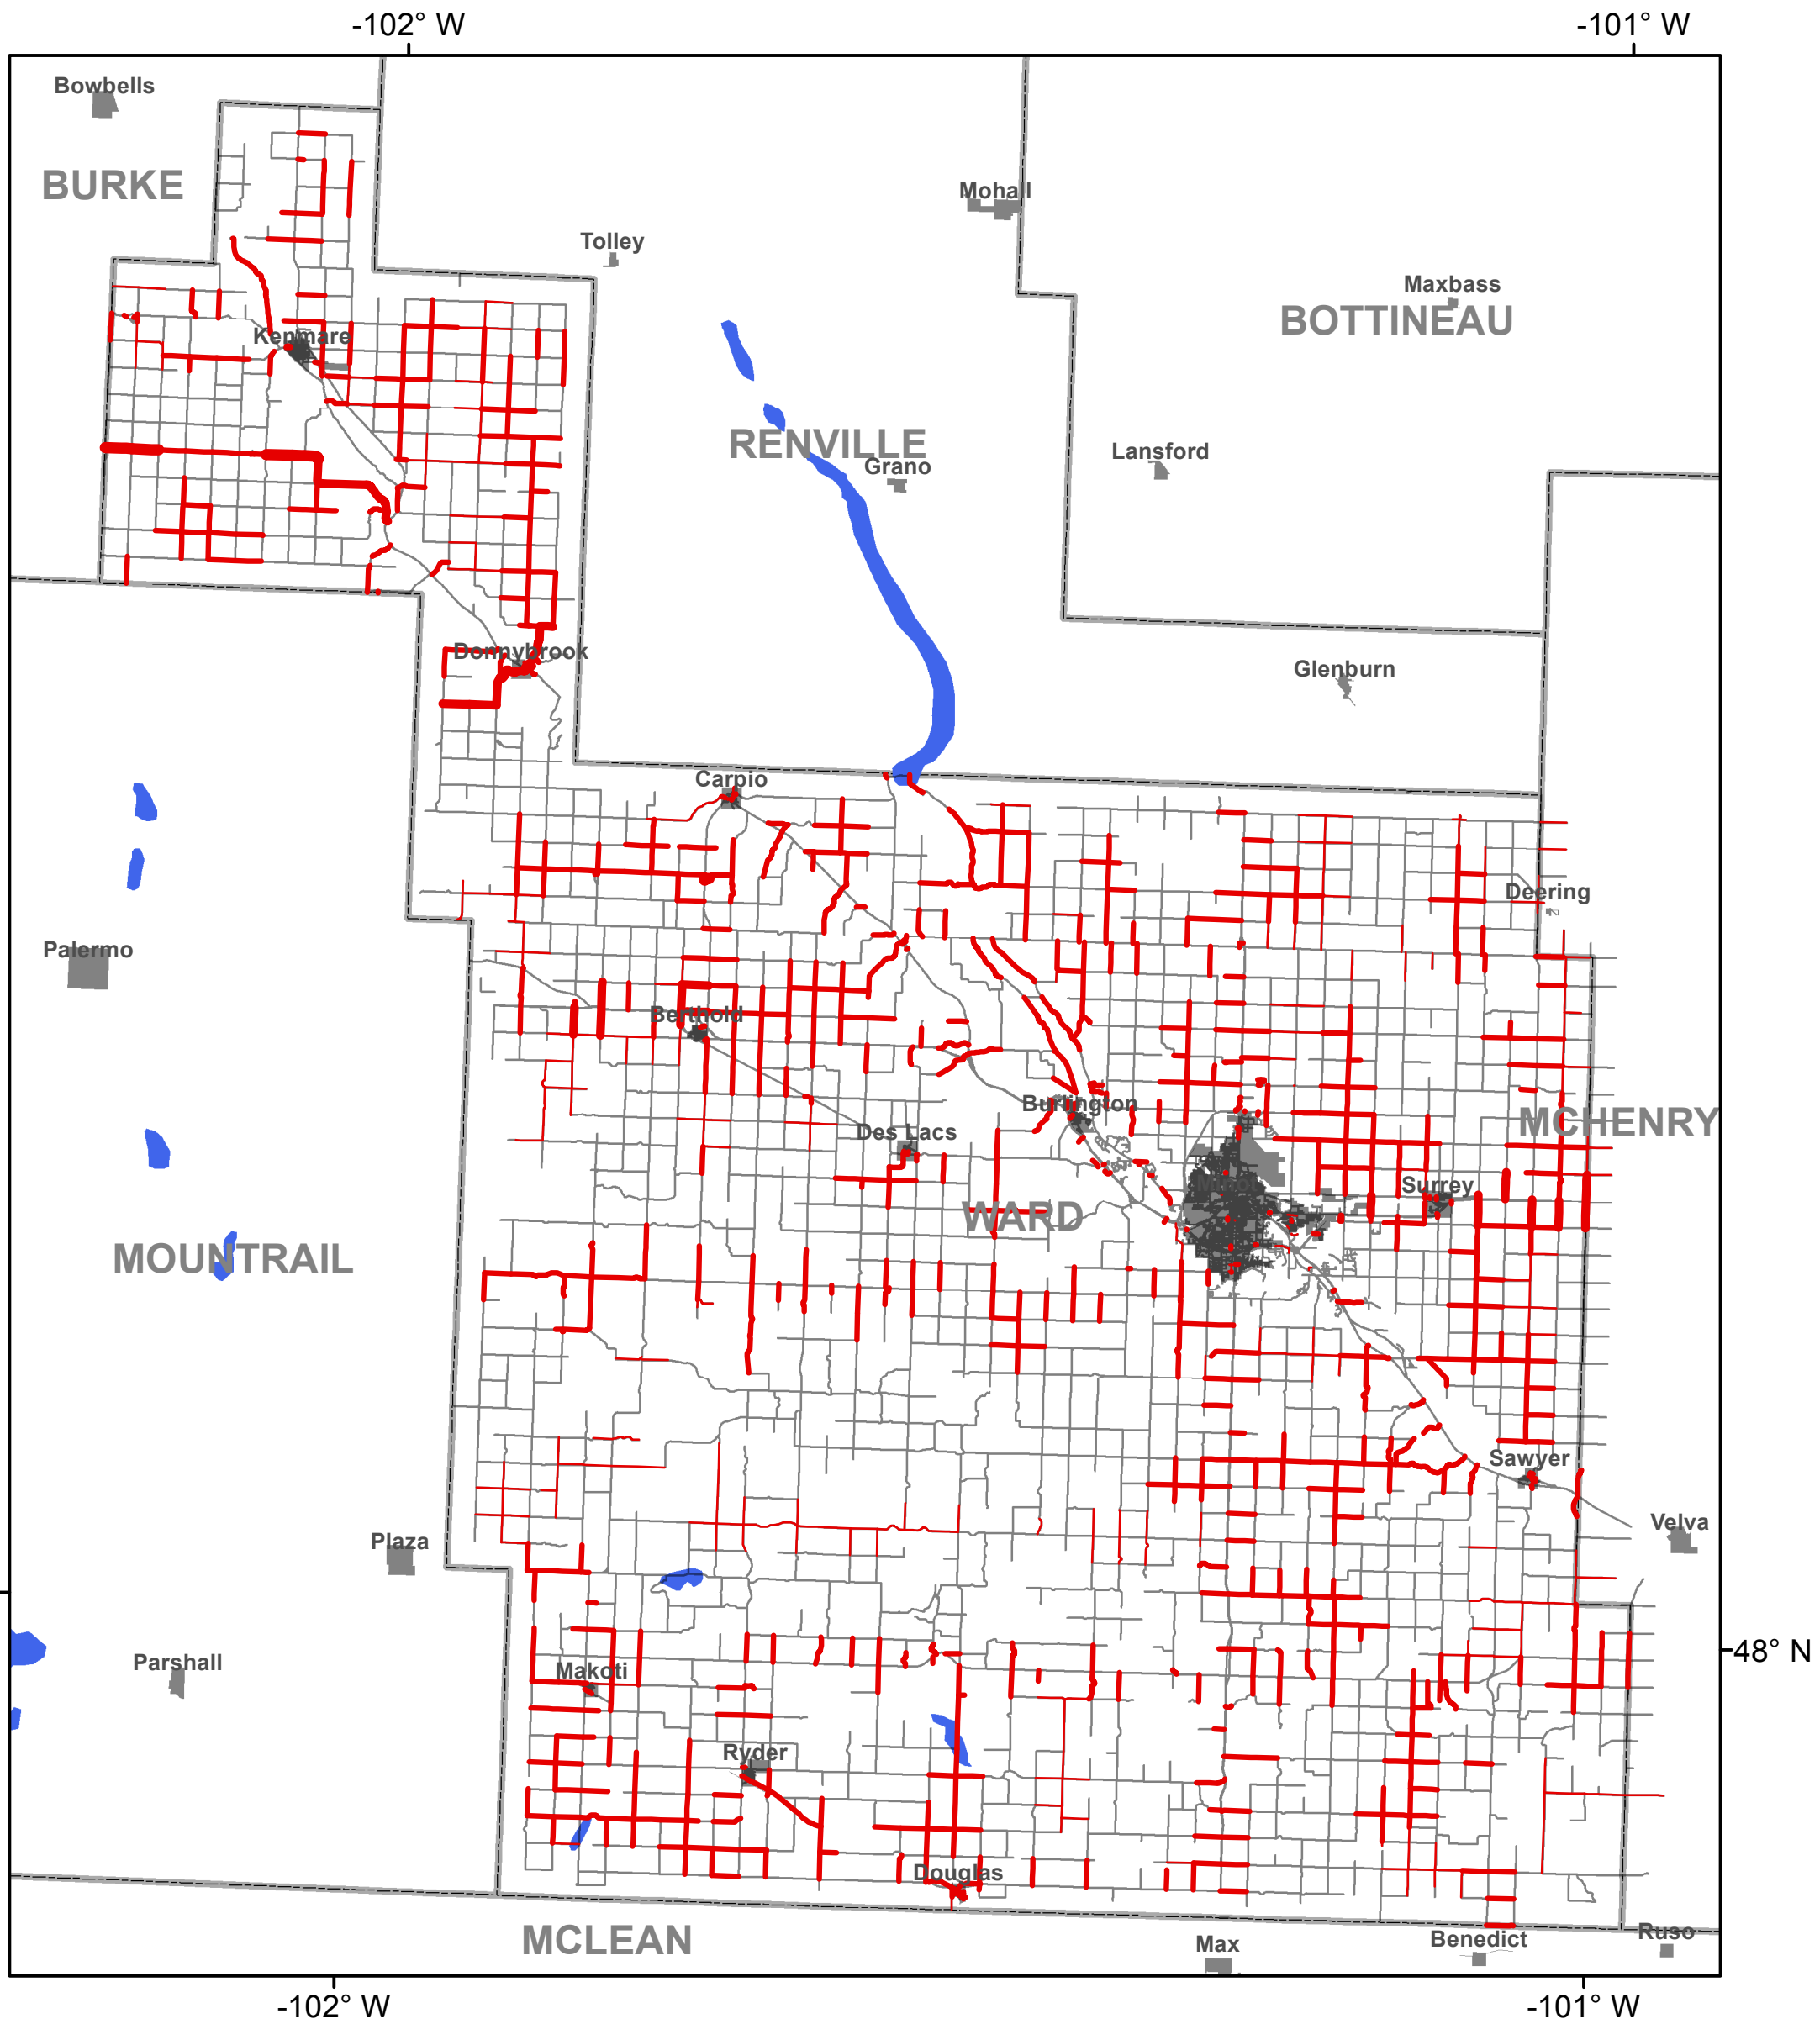 -102° W
-101° W
Bowbells
BURKE
Mohall
Tolley
Maxbass
BOTTINEAU
Kenmare
RENVILLE
Grano
Lansford
Donnybrook
Glenburn
Carpio
Deering
Palermo
Berthold
Burlington
MCHENRY
Des Lacs
Surrey
WARD
MOUNTRAIL
Sawyer
Velva
Plaza
48° N
Parshall
Makoti
Ryder
Douglas
MCLEAN
Max
Benedict
Ruso
-102° W
-101° W